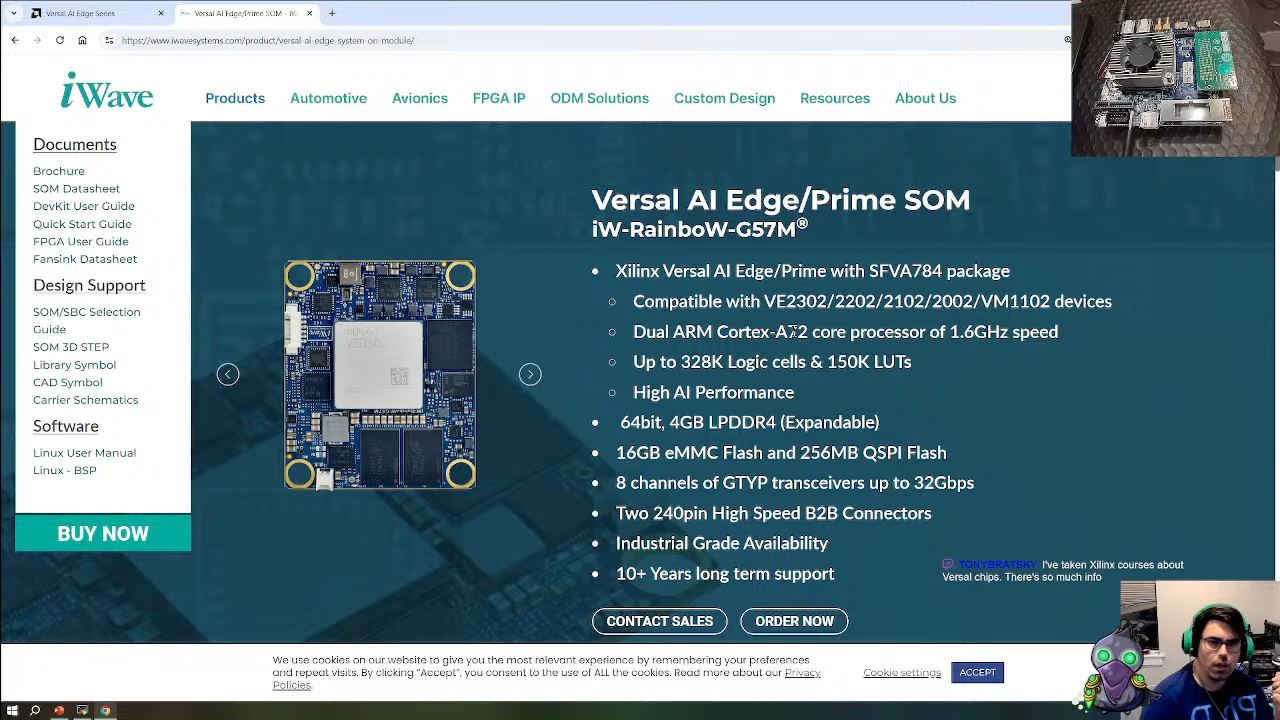 AMD Versal AI Edge Series
Versal AI Edge/Prime SOM -
https://www.iwavesystems.com/product/versal-ai-edge-system-on-module/
iWave
Products
Automotive
Avionics
FPGA IP
ODM Solutions
Custom Design
Resources
About Us
Documents
Brochure
SOM Datasheet
DevKit User Guide
Quick Start Guide
FPGA User Guide
Fansink Datasheet
Design Support
SOM/SBC Selection
Guide
SOM 3D STEP
Library Symbol
CAD Symbol
Carrier Schematics
Software
Linux User Manual
Linux - BSP
BUY NOW
XILINX
VERSAL
Versal AI Edge/Prime SOM
iW-RainboW-G57M®
Xilinx Versal AI Edge/Prime with SFVA784 package
Compatible with VE2302/2202/2102/2002/VM1102 devices
Dual ARM Cortex-A72 core processor of 1.6GHz speed
Up to 328K Logic cells & 150K LUTs
High AI Performance
64bit, 4GB LPDDR4 (Expandable)
16GB eMMC Flash and 256MB QSPI Flash
8 channels of GTYP transceivers up to 32Gbps
Two 240pin High Speed B2B Connectors
Industrial Grade Availability
10+ Years long term support
CONTACT SALES
ORDER NOW
TONYBRATSKY I've taken Xilinx courses about
Versal chips. There's so much info
We use cookies on our website to give you the most relevant experience by remembering your preferences
and repeat visits. By clicking "Accept", you consent to the use of ALL the cookies. Read more about our Privacy
Policies.
Cookie settings
ACCEPT